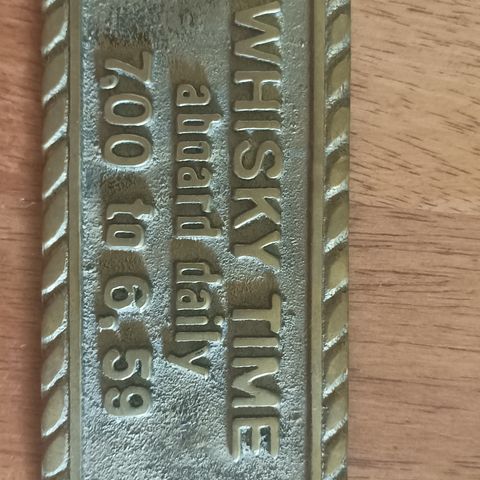 WHISKY TIME
aboard daily
7,00 to 6,59